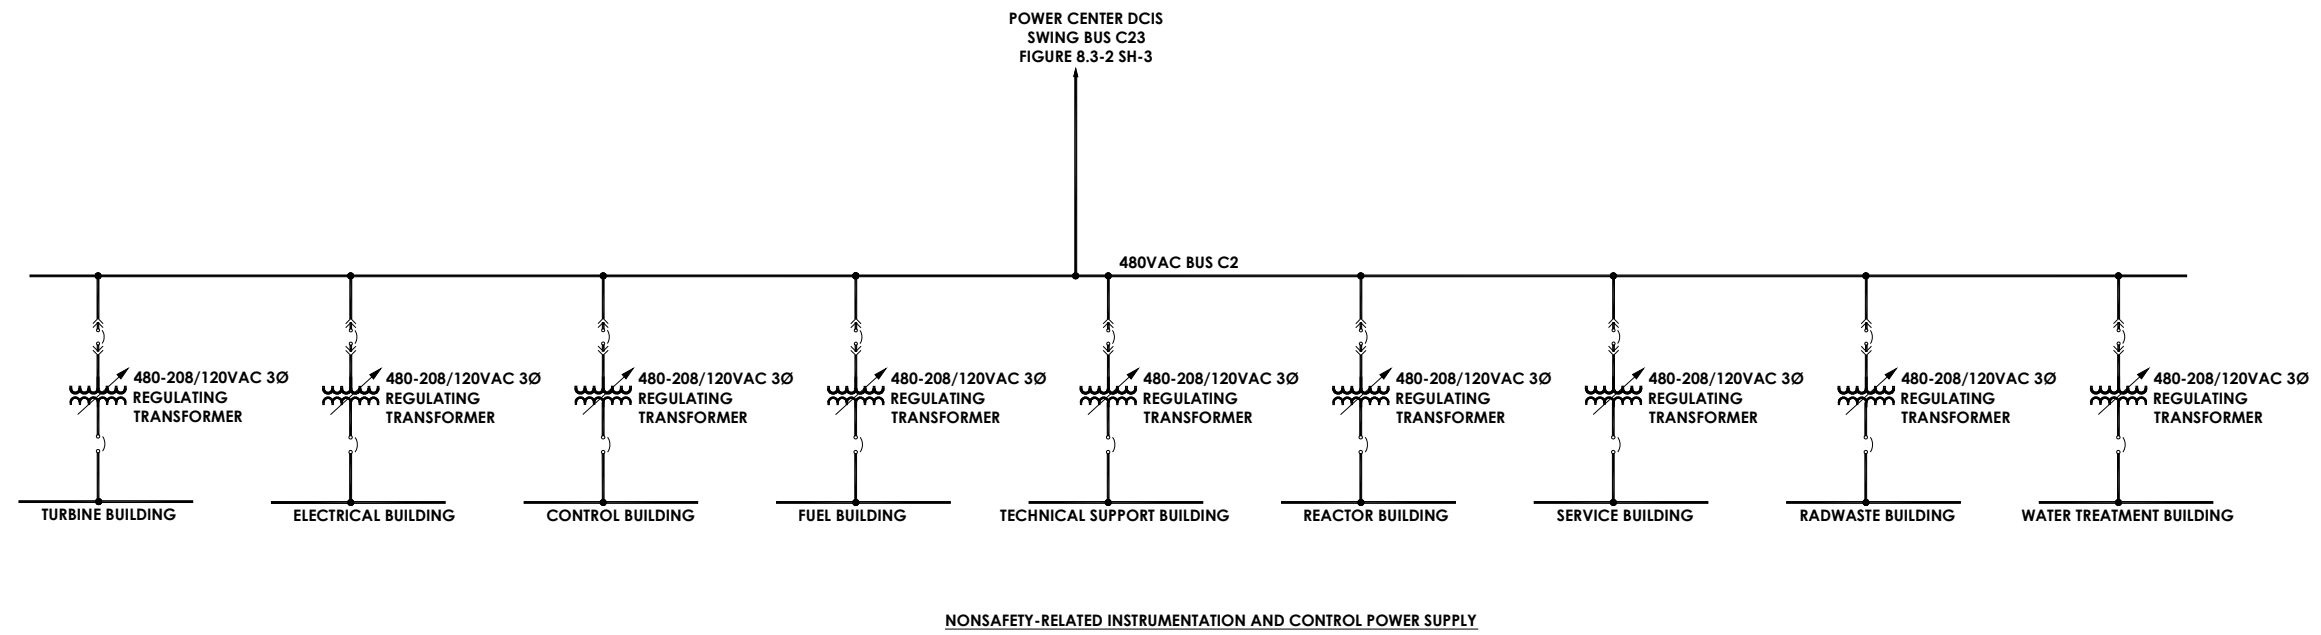 POWER CENTER DCIS
SWING BUS C23
FIGURE 8.3-2 SH-3
480VAC BUS C2
480-208/120VAC 3Ø
REGULATING
TRANSFORMER
480-208/120VAC 3Ø
REGULATING
TRANSFORMER
480-208/120VAC 3Ø
REGULATING
TRANSFORMER
480-208/120VAC 3Ø
REGULATING
TRANSFORMER
480-208/120VAC 3Ø
REGULATING
TRANSFORMER
480-208/120VAC 3Ø
REGULATING
TRANSFORMER
480-208/120VAC 3Ø
REGULATING
TRANSFORMER
480-208/120VAC 3Ø
REGULATING
TRANSFORMER
480-208/120VAC 3Ø
REGULATING
TRANSFORMER
TURBINE BUILDING
ELECTRICAL BUILDING
CONTROL BUILDING
FUEL BUILDING
TECHNICAL SUPPORT BUILDING
REACTOR BUILDING
SERVICE BUILDING
RADWASTE BUILDING
WATER TREATMENT BUILDING
NONSAFETY-RELATED INSTRUMENTATION AND CONTROL POWER SUPPLY